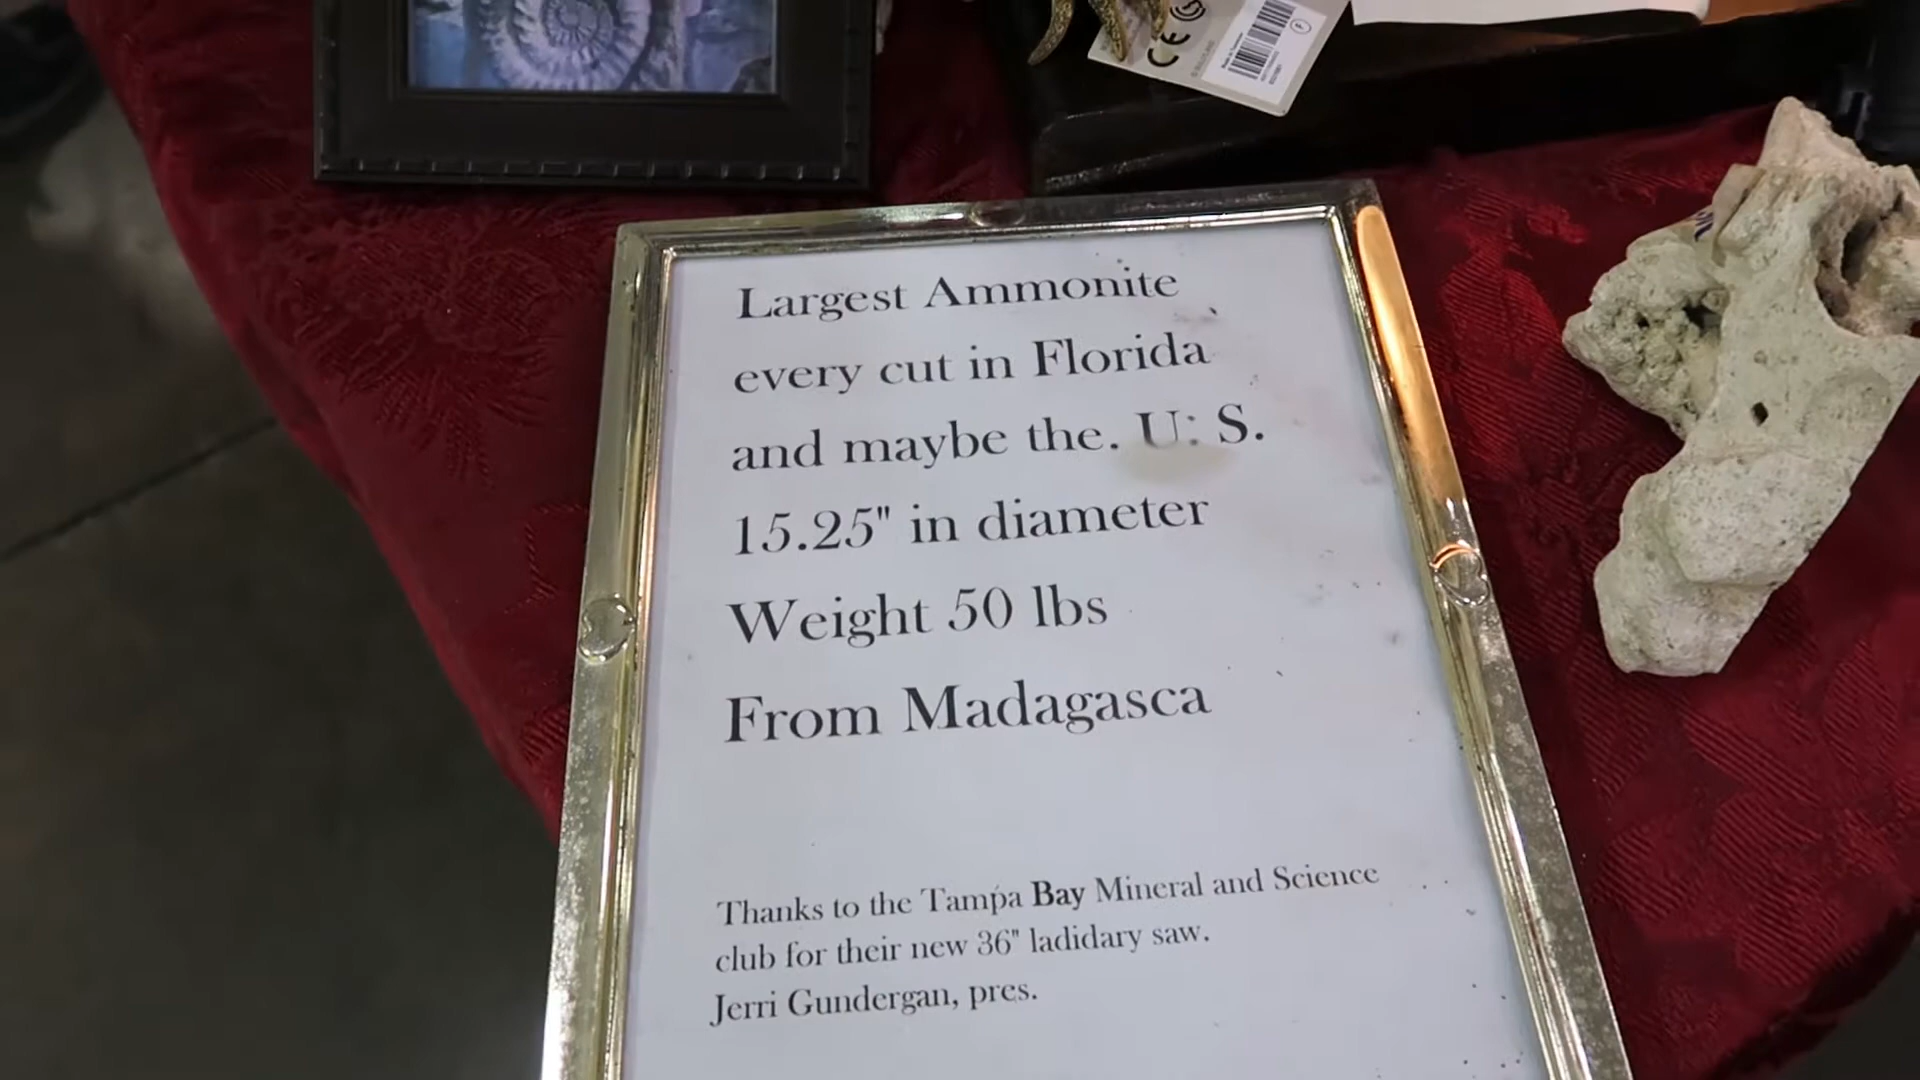 CE
Largest Ammonite
every cut in Florida
and maybe the. U. S.
15.25" in diameter
Weight 50 lbs
From Madagasca
Thanks to the Tampa Bay Mineral and Science
club for their new 36" ladidary saw.
Jerri Gundergan, pres.